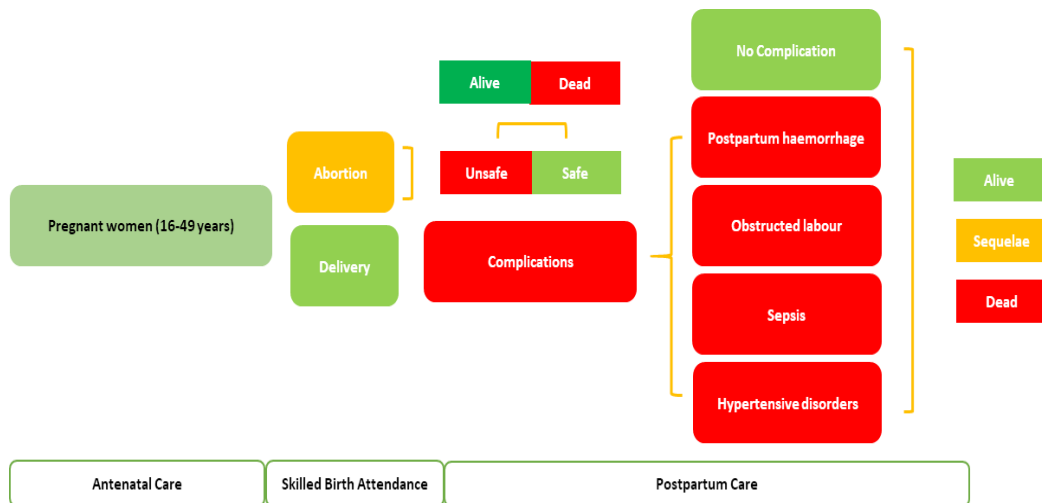 No Complication
Alive
Dead
Postpartum haemorrhage
Abortion
Unsafe
Safe
Alive
Pregnant women (16-49 years)
Obstructed labour
Sequelae
Delivery
Complications
Dead
Sepsis
Hypertensive disorders
Antenatal Care
Skilled Birth Attendance
Postpartum Care